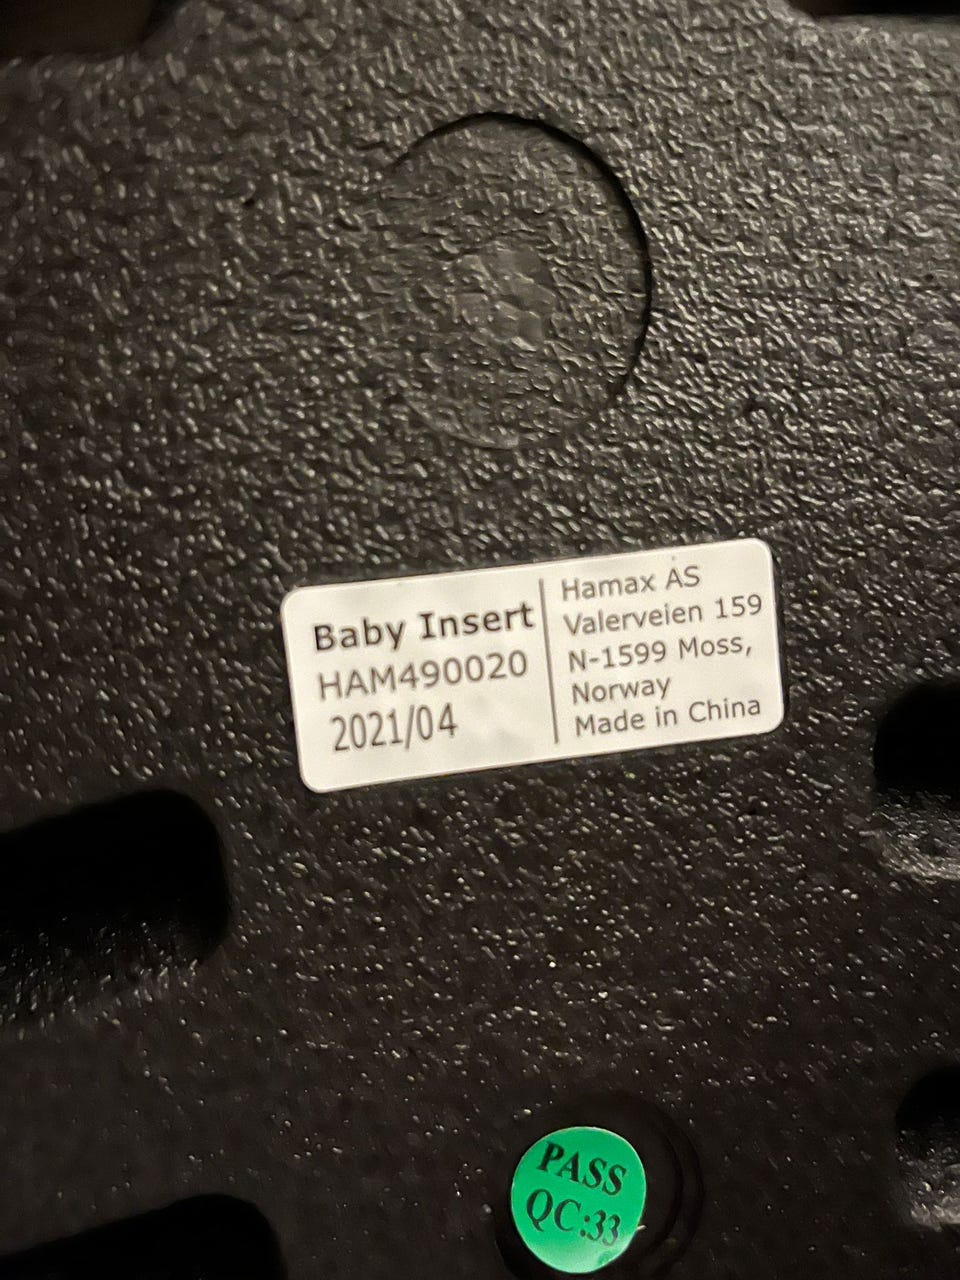 Baby Insert
HAM490020
2021/04
Hamax AS
Valerveien 159
N-1599 Moss,
Norway
Made in China
PASS
QC:33